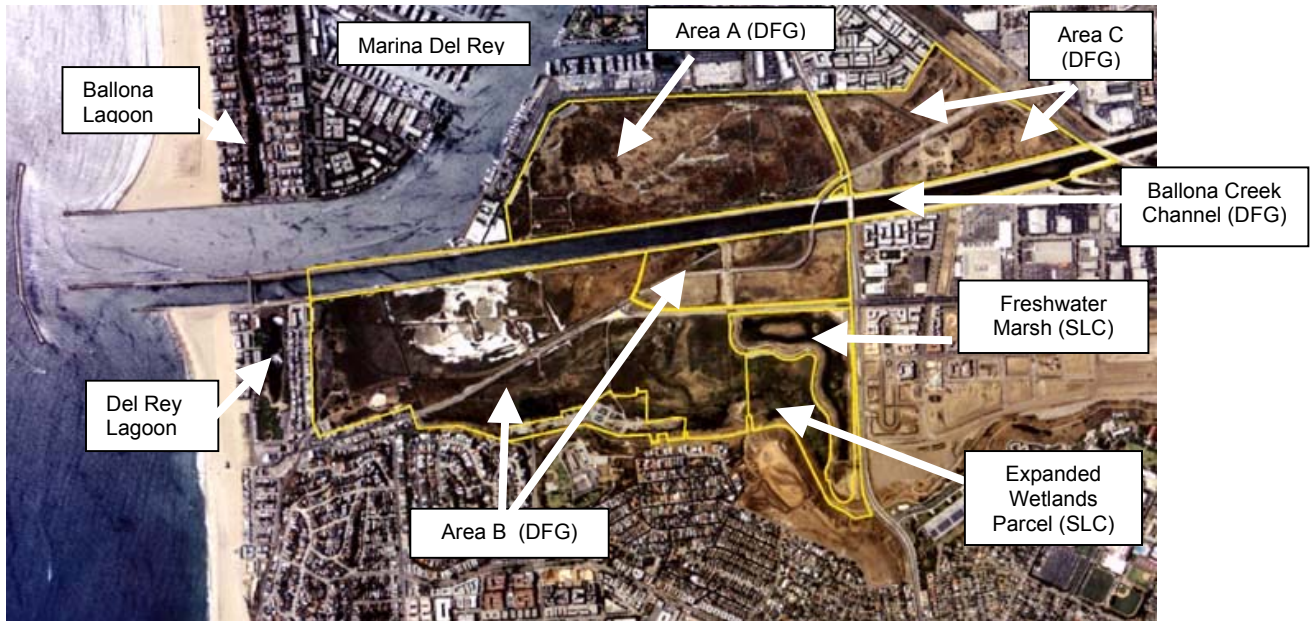 Marina Del Rey
Area A (DFG)
Area C
(DFG)
Ballona
Lagoon
Ballona Creek
Channel (DFG)
Freshwater
Marsh (SLC)
Del Rey
Lagoon
Expanded
Wetlands
Parcel (SLC)
Area B (DFG)